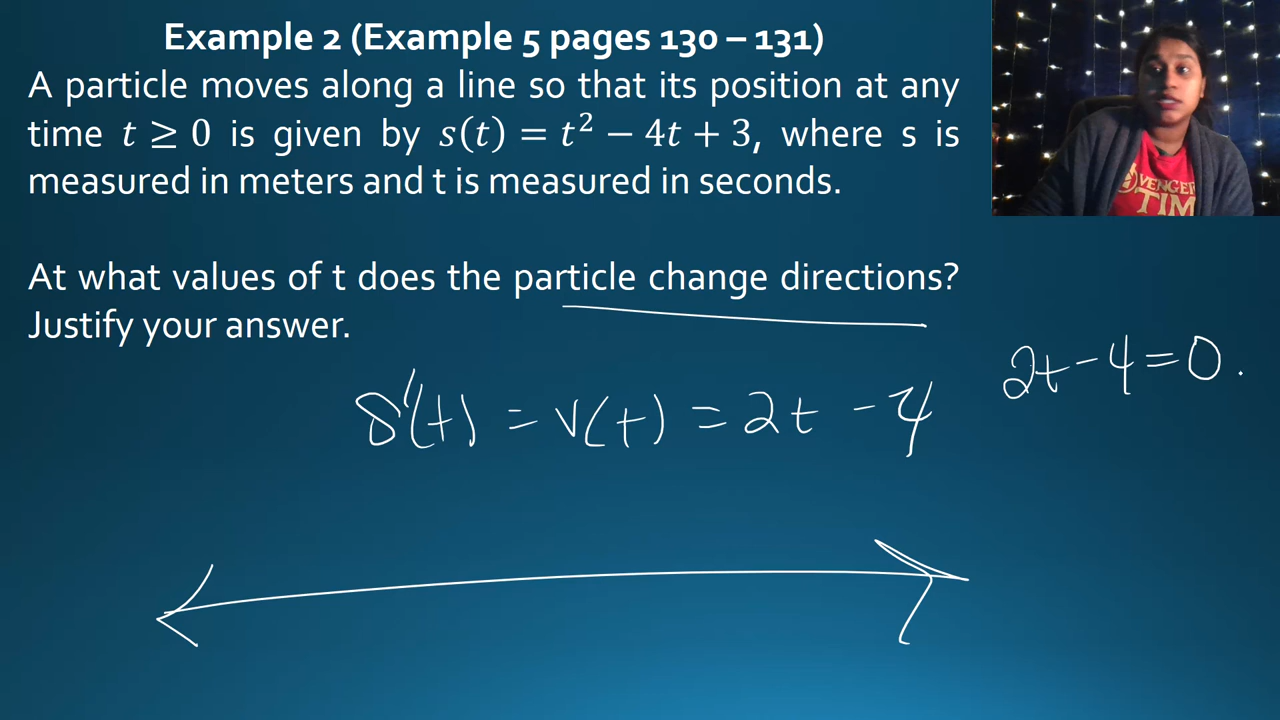 Example 2 (Example 5 pages 130 – 131)
A particle moves along a line so that its position at any
time t ≥ 0 is given by s(t) = t² − 4t + 3, where s is
measured in meters and t is measured in seconds.
At what values of t does the particle change directions?
Justify your answer.
2t − 4 = 0.
s'(t) = v(t) = 2t − 4
VENGER
TIM